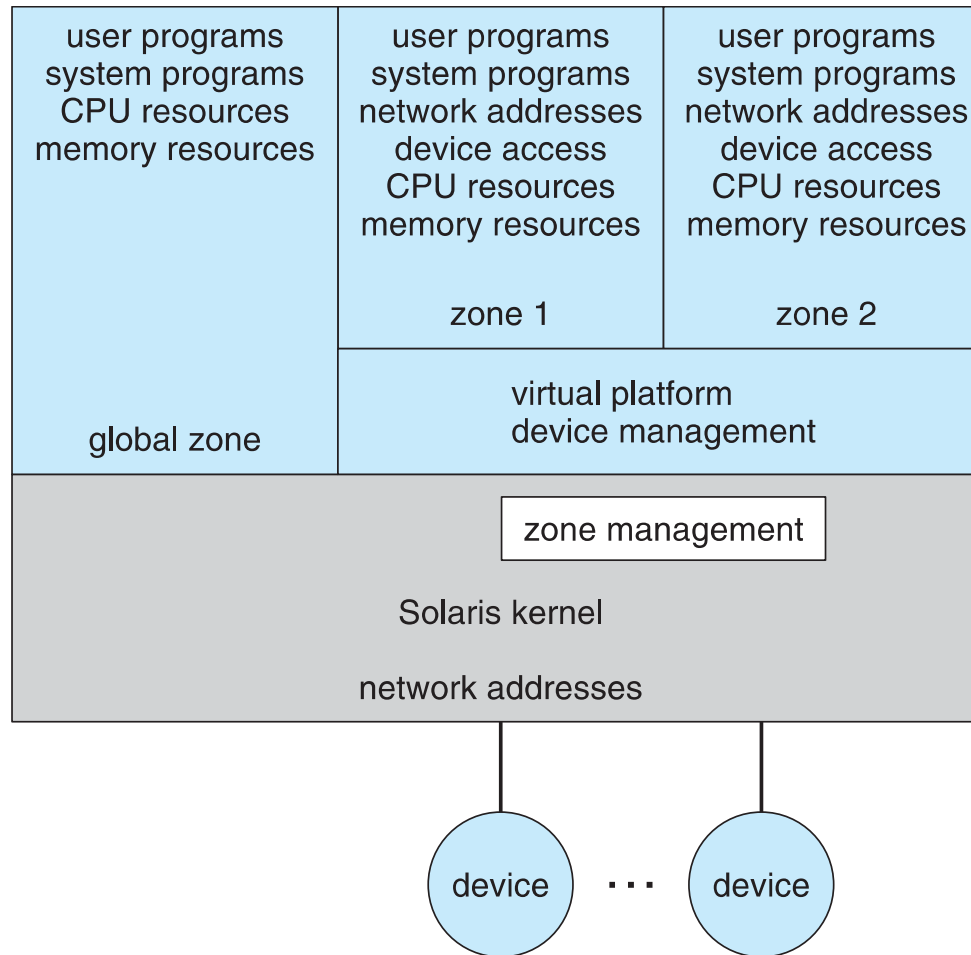 user programs
system programs
CPU resources
memory resources
global zone
user programs
system programs
network addresses
device access
CPU resources
memory resources
zone 1
user programs
system programs
network addresses
device access
CPU resources
memory resources
zone 2
virtual platform
device management
zone management
Solaris kernel
network addresses
device
...
device